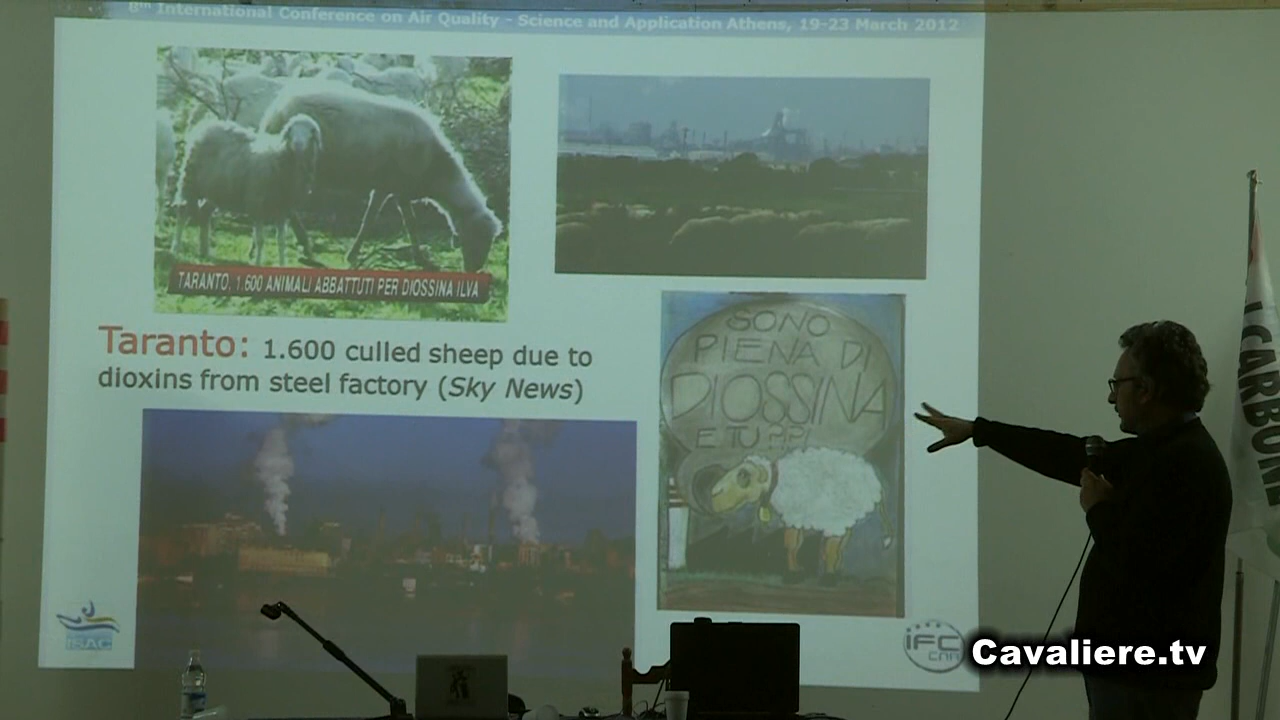 8th International Conference on Air Quality - Science and Application Athens, 19-23 March 2012
TARANTO, 1.600 ANIMALI ABBATTUTI PER DIOSSINA ILVA
Taranto: 1.600 culled sheep due to
dioxins from steel factory (Sky News)
SONO
PIENA DI
DIOSSINA
E TU ?!?!
ISAC
iFC
CNR
Cavaliere.tv
CARBONE